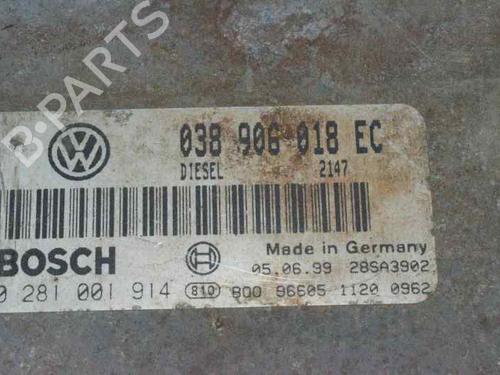 B-PARTS
038 906 018 EC
DIESEL 2147
BOSCH
Made in Germany
05.06.99 28SA3902
0 281 001 914 810 800 96605 1120 0962